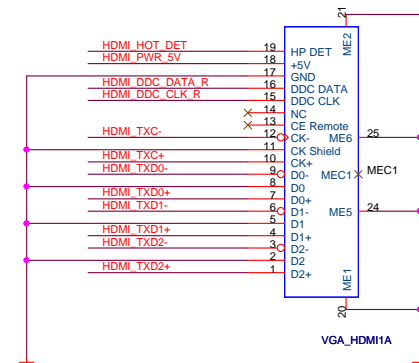 21
ME2
HDMI_HOT_DET 19 HP DET
HDMI_PWR_5V 18 +5V
17 GND
HDMI_DDC_DATA_R 16 DDC DATA
HDMI_DDC_CLK_R 15 DDC CLK
14 NC
13 CE Remote
HDMI_TXC- 12 CK- ME6 25
11 CK Shield
HDMI_TXC+ 10 CK+
HDMI_TXD0- 9 D0- MEC1 MEC1
8 D0
HDMI_TXD0+ 7 D0+
HDMI_TXD1- 6 D1- ME5 24
5 D1
HDMI_TXD1+ 4 D1+
HDMI_TXD2- 3 D2-
2 D2
HDMI_TXD2+ 1 D2+
ME1
20
VGA_HDMI1A